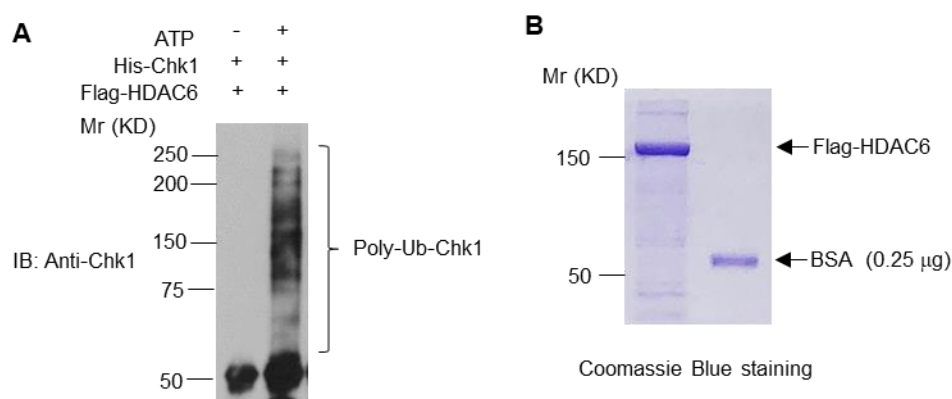 A
ATP - +
His-Chk1 + +
Flag-HDAC6 + +
Mr (KD)
250
200
150
75
50
IB: Anti-Chk1
Poly-Ub-Chk1
B
Mr (KD)
150
50
Flag-HDAC6
BSA (0.25 μg)
Coomassie Blue staining